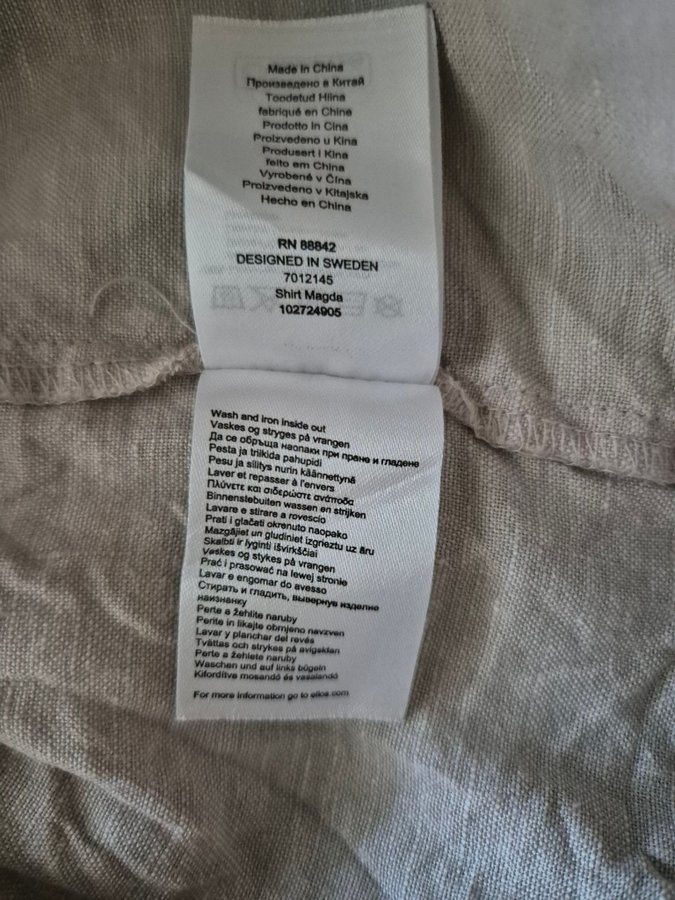 Made in China
Произведено в Китай
Toodetud Hiina
fabriqué en Chine
Prodotto in Cina
Proizvedeno u Kina
Produsert i Kina
feito em China
Vyrobené v Čína
Proizvedeno v Kitajska
Hecho en China
RN 88842
DESIGNED IN SWEDEN
7012145
Shirt Magda
102724905
Wash and iron inside out
Vaskes og stryges på vrangen
Да се обръща наопаки при пране и гладене
Pesta ja triikida pahupidi
Pesu ja silitys nurin käännettynä
Laver et repasser à l'envers
Πλύνετε και σιδερώστε ανάποδα
Binnenstebuiten wassen en strijken
Lavare e stirare a rovescio
Prati i glačati okrenuto naopako
Mazgājiet un gludiniet izgrieztu uz āru
Skalbti ir lyginti išvirkščiai
Vaskes og stykes på vrangen
Prać i prasować na lewej stronie
Lavar e engomar do avesso
Стирать и гладить, вывернув изделие
наизнанку
Perte a žehlite naruby
Perite in likajte obrnjeno navzven
Lavar y planchar del revés
Tvättas och strykes på avigsidan
Perte a žehlete naruby
Waschen und auf links bügeln
Kifordítva mosandó és vasalandó
For more information go to ellos.com